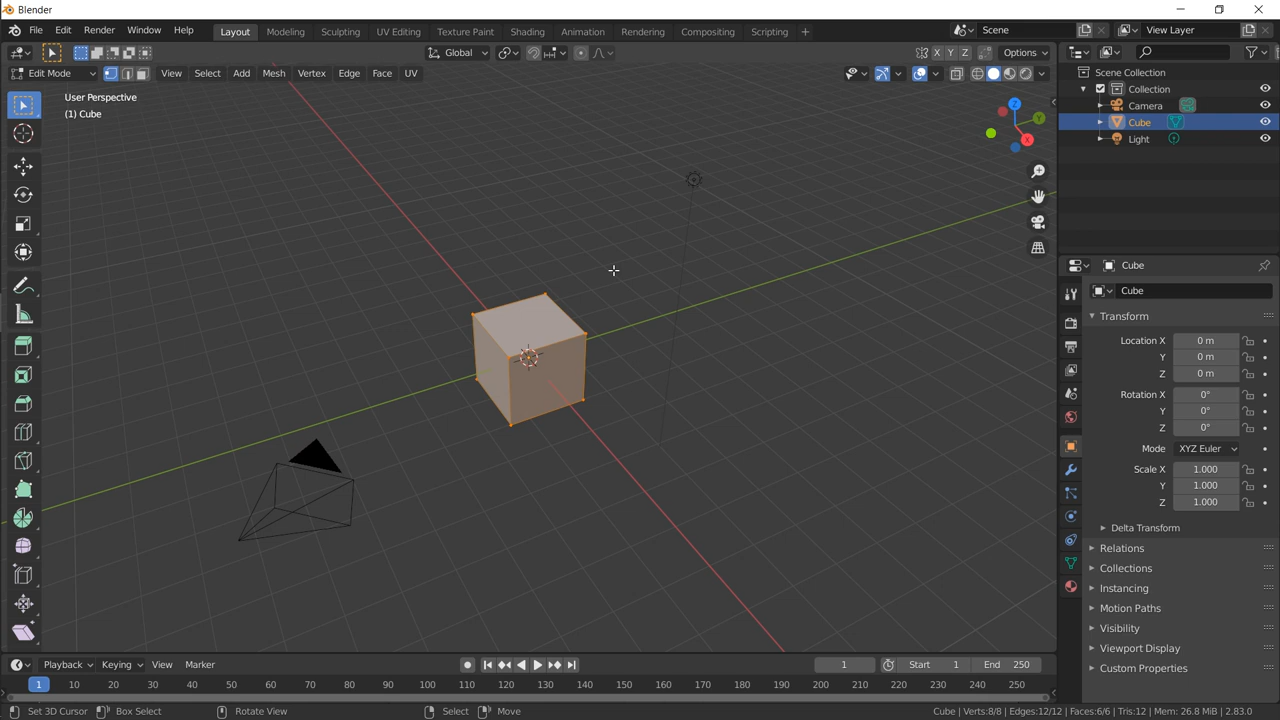 Blender
File Edit Render Window Help Layout Modeling Sculpting UV Editing Texture Paint Shading Animation Rendering Compositing Scripting + Scene View Layer
Global X Y Z Options
Edit Mode View Select Add Mesh Vertex Edge Face UV
User Perspective
(1) Cube
Z
Y
X
Scene Collection
Collection
Camera
Cube
Light
Cube
Cube
Transform
Location X 0 m
Y 0 m
Z 0 m
Rotation X 0°
Y 0°
Z 0°
Mode XYZ Euler
Scale X 1.000
Y 1.000
Z 1.000
Delta Transform
Relations
Collections
Instancing
Motion Paths
Visibility
Viewport Display
Custom Properties
Playback Keying View Marker 1 Start 1 End 250
1 10 20 30 40 50 60 70 80 90 100 110 120 130 140 150 160 170 180 190 200 210 220 230 240 250
Set 3D Cursor Box Select Rotate View Select Move Cube | Verts:8/8 | Edges:12/12 | Faces:6/6 | Tris:12 | Mem: 26.8 MiB | 2.83.0